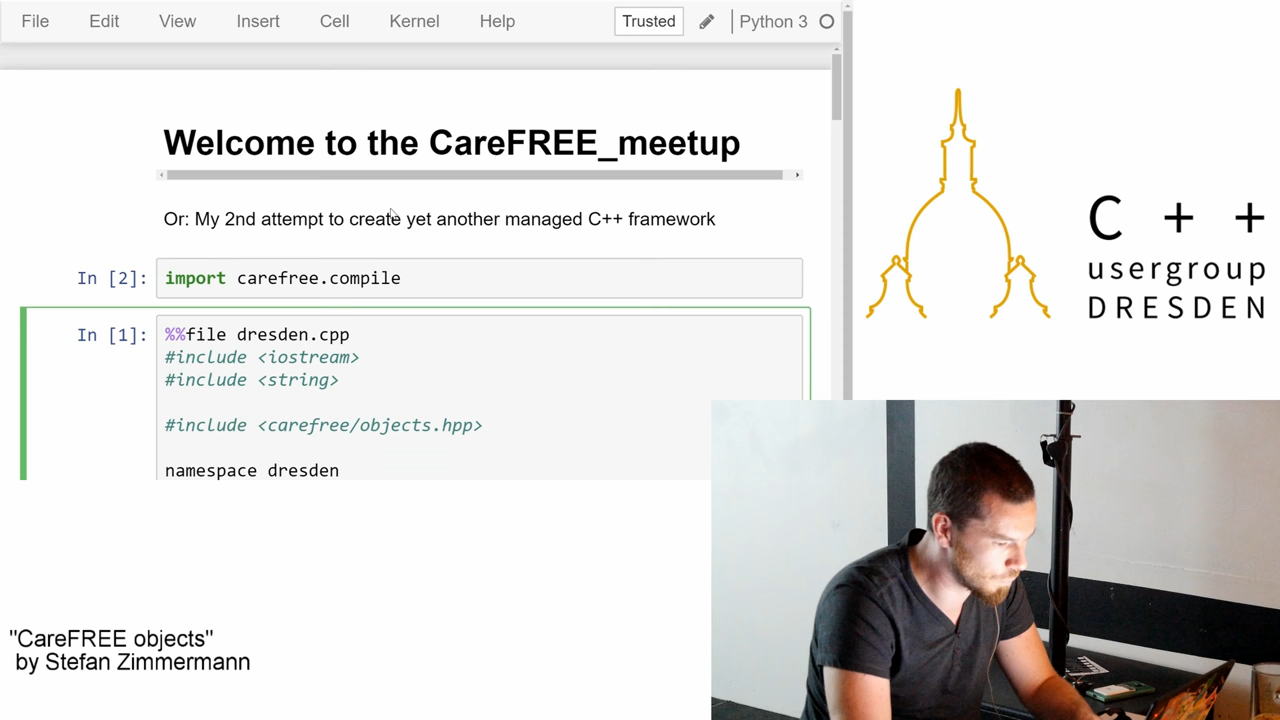 File Edit View Insert Cell Kernel Help Trusted Python 3
Welcome to the CareFREE_meetup
Or: My 2nd attempt to create yet another managed C++ framework
In [2]: import carefree.compile
In [1]: %%file dresden.cpp
#include <iostream>
#include <string>
#include <carefree/objects.hpp>
namespace dresden
C + +
usergroup
DRESDEN
"CareFREE objects"
by Stefan Zimmermann